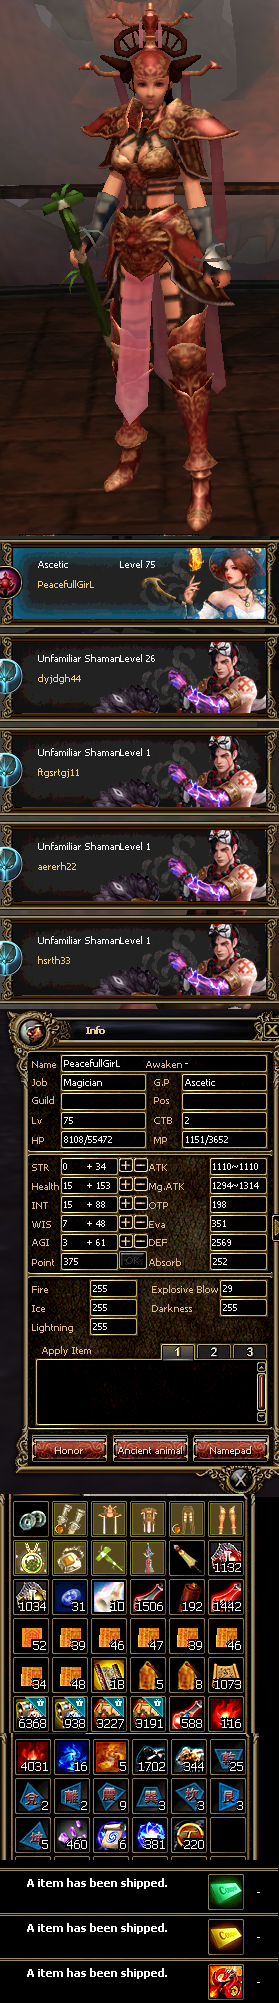 Ascetic Level 75
PeacefullGirL
Unfamiliar ShamanLevel 26
dyjdgh44
Unfamiliar ShamanLevel 1
ftgsrtgj11
Unfamiliar ShamanLevel 1
aererh22
Unfamiliar ShamanLevel 1
hsrth33
Info
Name PeacefullGirL Awaken -
Job Magician G.P Ascetic
Guild Pos
Lv 75 CTB 2
HP 8108/55472 MP 1151/3652
STR 0 + 34 ATK 1110~1110
Health 15 + 153 Mg.ATK 1294~1314
INT 15 + 88 OTP 198
WIS 7 + 48 Eva 351
AGI 3 + 61 DEF 2569
Point 375 Absorb 252
Fire 255 Explosive Blow 29
Ice 255 Darkness 255
Lightning 255
Apply Item 1 2 3
Honor Ancient animal Namepad
1132
1034 31 10 1506 192 1442
52 39 46 47 39 46
34 48 18 5 8 1073
6368 938 3227 3191 588 116
4031 16 5 1702 344 25
2 2 9 3 3 3
5 460 6 381 220
A item has been shipped. -
A item has been shipped. -
A item has been shipped. -